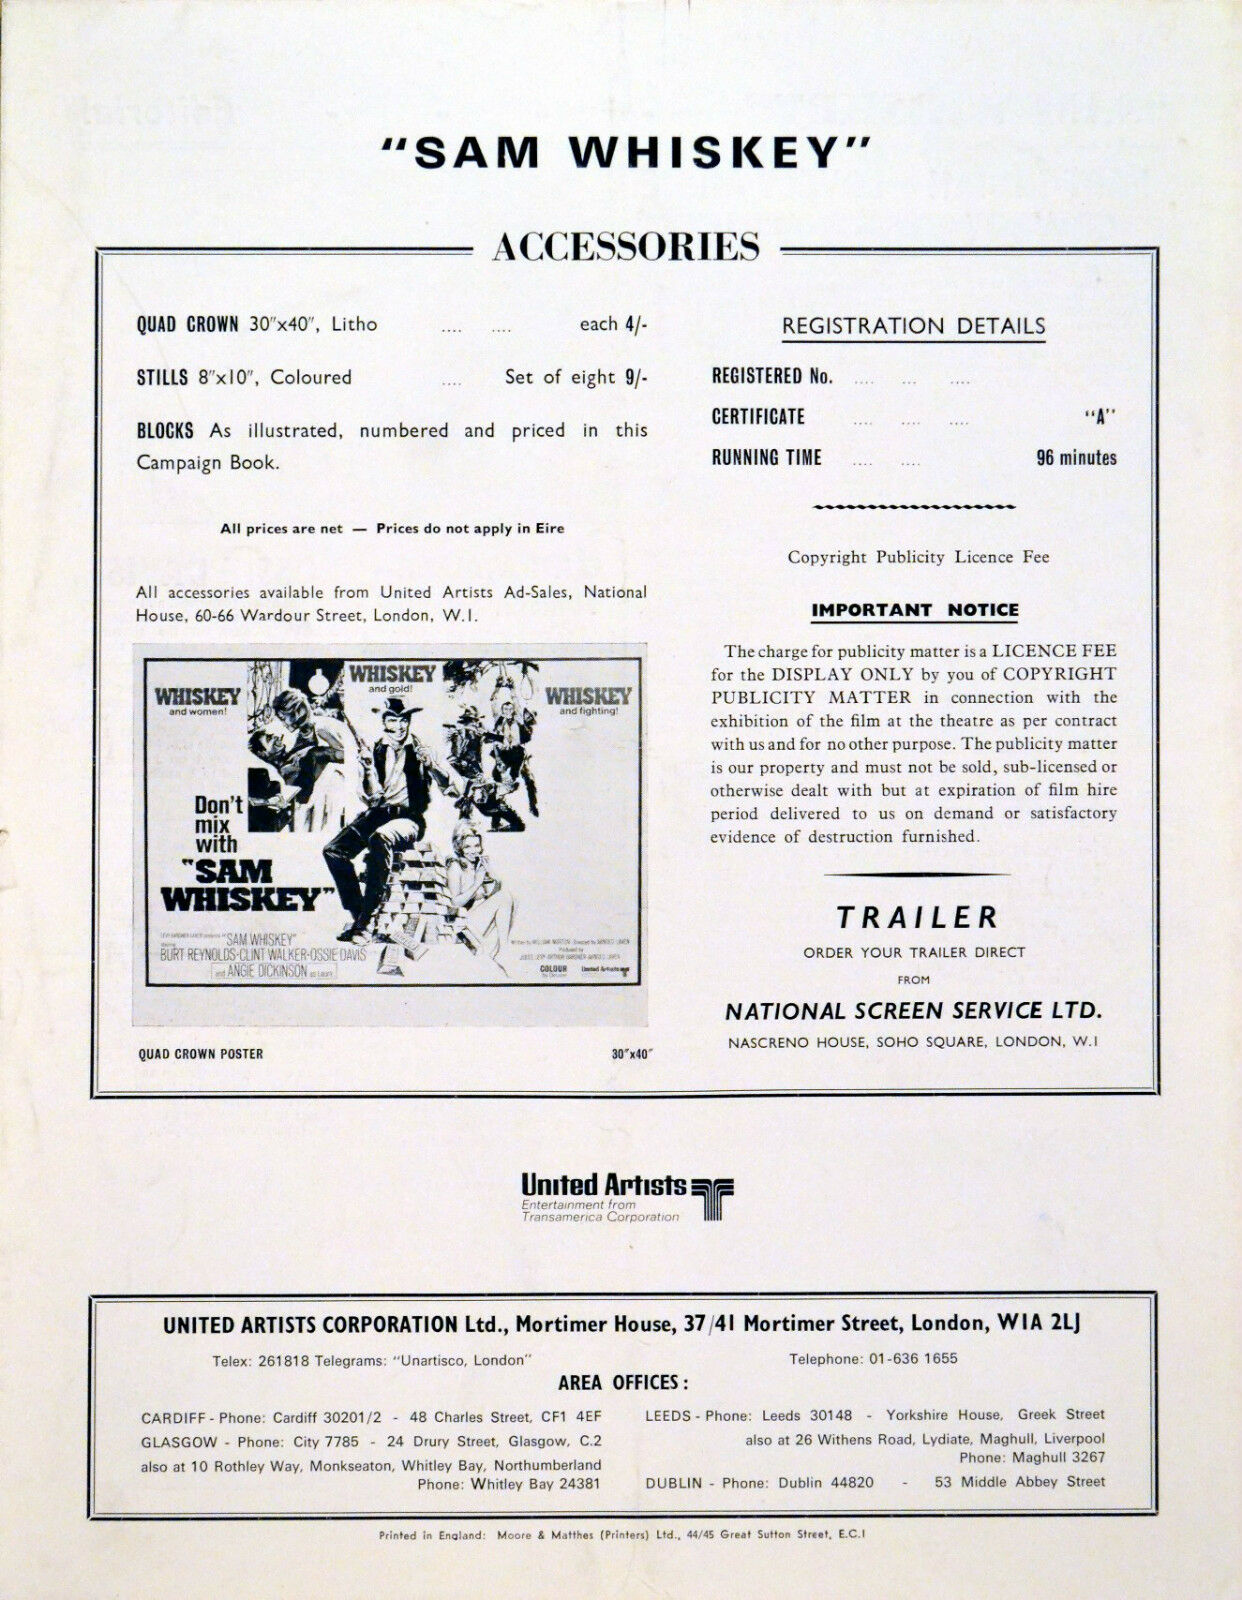 "SAM WHISKEY"
ACCESSORIES
QUAD CROWN 30"x40", Litho .... .... each 4/-
STILLS 8"x10", Coloured .... Set of eight 9/-
BLOCKS As illustrated, numbered and priced in this
Campaign Book.
All prices are net — Prices do not apply in Eire
All accessories available from United Artists Ad-Sales, National
House, 60-66 Wardour Street, London, W.1.
WHISKEY
and women!
WHISKEY
and gold!
WHISKEY
and fighting!
Don't
mix
with
"SAM
WHISKEY"
"SAM WHISKEY"
BURT REYNOLDS·CLINT WALKER·OSSIE DAVIS
and ANGIE DICKINSON as Laura
COLOUR
United Artists
QUAD CROWN POSTER 30"x40"
REGISTRATION DETAILS
REGISTERED No. .... ... ....
CERTIFICATE .... .... .... "A"
RUNNING TIME .... .... 96 minutes
Copyright Publicity Licence Fee
IMPORTANT NOTICE
The charge for publicity matter is a LICENCE FEE
for the DISPLAY ONLY by you of COPYRIGHT
PUBLICITY MATTER in connection with the
exhibition of the film at the theatre as per contract
with us and for no other purpose. The publicity matter
is our property and must not be sold, sub-licensed or
otherwise dealt with but at expiration of film hire
period delivered to us on demand or satisfactory
evidence of destruction furnished.
TRAILER
ORDER YOUR TRAILER DIRECT
FROM
NATIONAL SCREEN SERVICE LTD.
NASCRENO HOUSE, SOHO SQUARE, LONDON, W.1
United Artists
Entertainment from
Transamerica Corporation
UNITED ARTISTS CORPORATION Ltd., Mortimer House, 37/41 Mortimer Street, London, W1A 2LJ
Telex: 261818 Telegrams: "Unartisco, London" Telephone: 01-636 1655
AREA OFFICES:
CARDIFF - Phone: Cardiff 30201/2 - 48 Charles Street, CF1 4EF
GLASGOW - Phone: City 7785 - 24 Drury Street, Glasgow, C.2
also at 10 Rothley Way, Monkseaton, Whitley Bay, Northumberland
Phone: Whitley Bay 24381
LEEDS - Phone: Leeds 30148 - Yorkshire House, Greek Street
also at 26 Withens Road, Lydiate, Maghull, Liverpool
Phone: Maghull 3267
DUBLIN - Phone: Dublin 44820 - 53 Middle Abbey Street
Printed in England: Moore & Matthes (Printers) Ltd., 44/45 Great Sutton Street, E.C.1